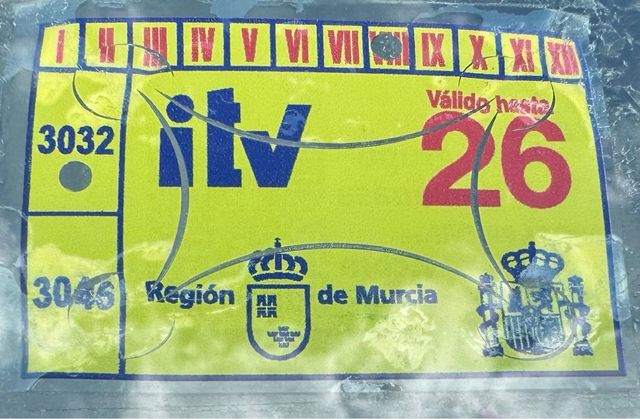 I II III IV V VI VII VIII IX X XI XII
3032
itv
Válido hasta
26
3046
Región de Murcia